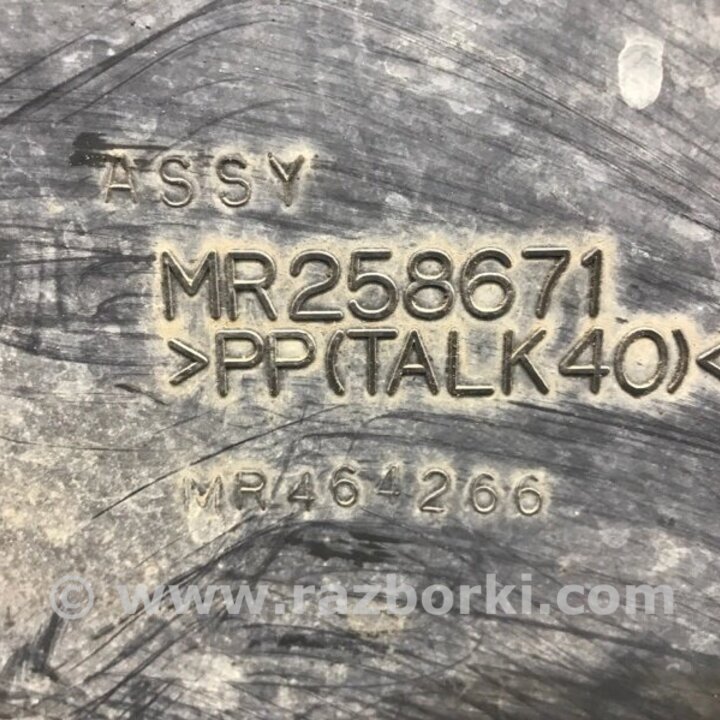 ASSY
MR258671
>PP(TALK40)<
MR464266
© www.razborki.com